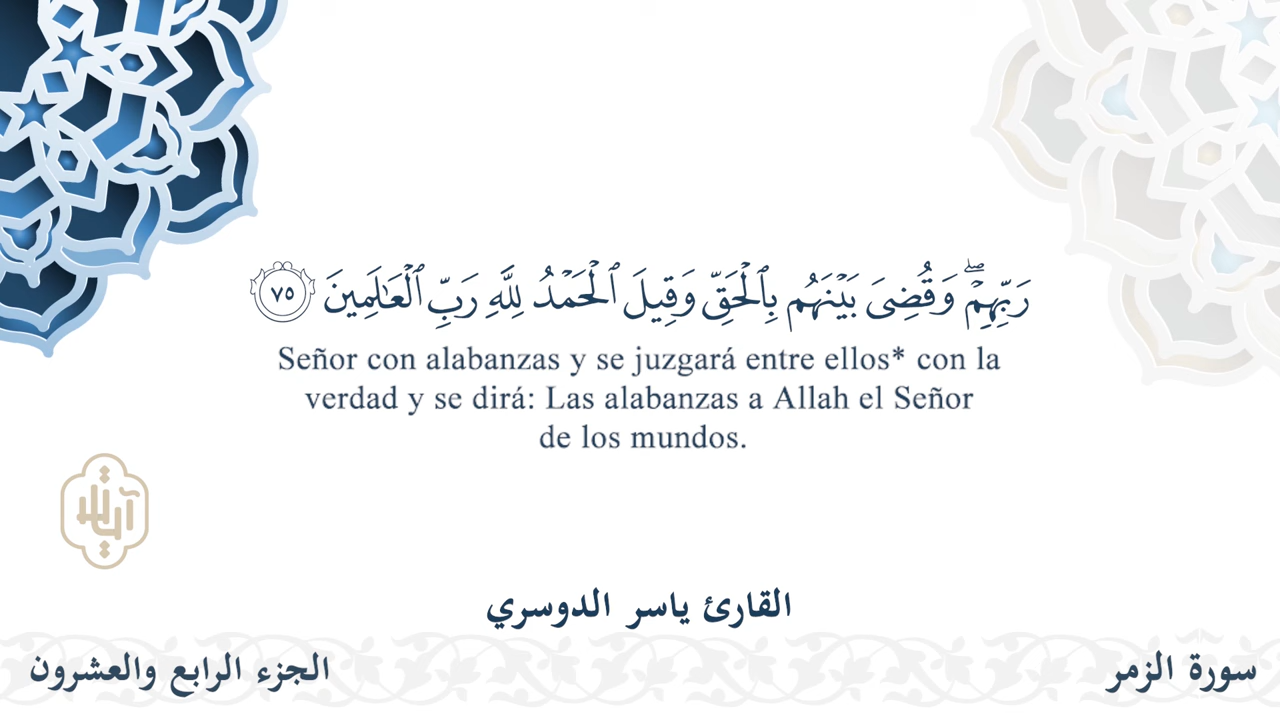 رَبِّهِمۡۖ وَقُضِيَ بَيۡنَهُم بِٱلۡحَقِّ وَقِيلَ ٱلۡحَمۡدُ لِلَّهِ رَبِّ ٱلۡعَٰلَمِينَ ٧٥
Señor con alabanzas y se juzgará entre ellos* con la
verdad y se dirá: Las alabanzas a Allah el Señor
de los mundos.
القارئ ياسر الدوسري
سورة الزمر
الجزء الرابع والعشرون